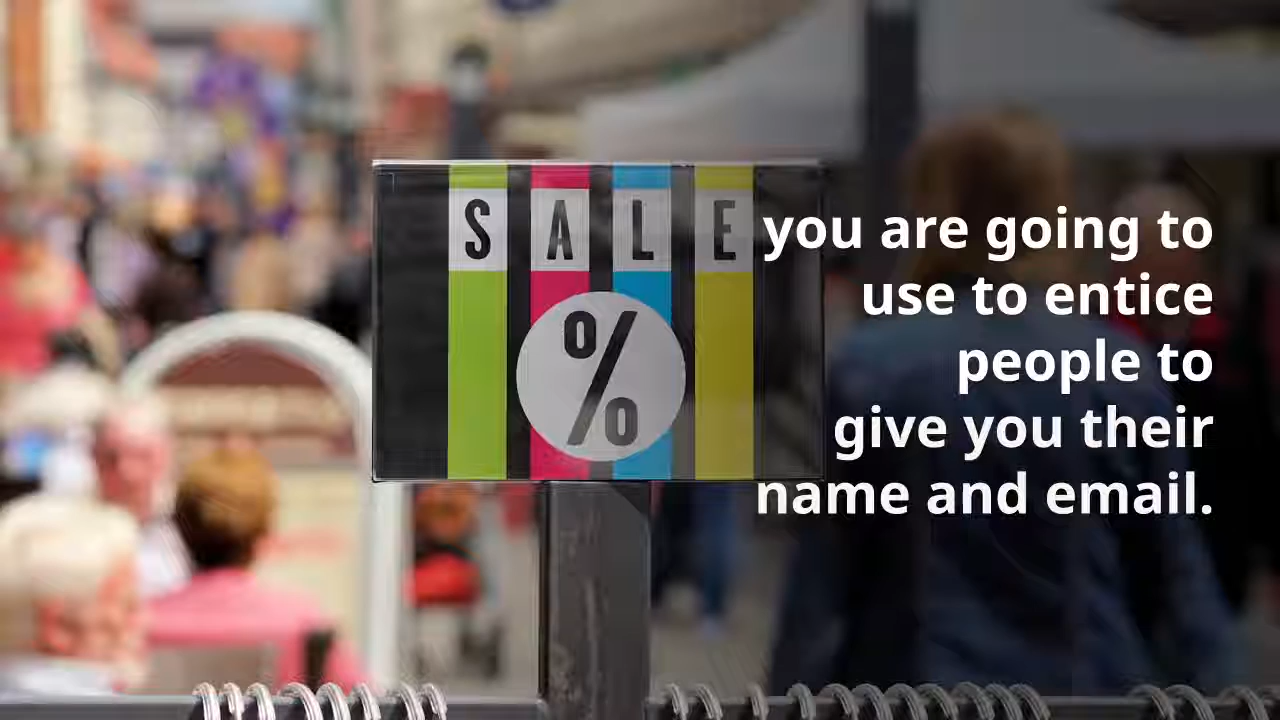 SALE
%
you are going to
use to entice
people to
give you their
name and email.